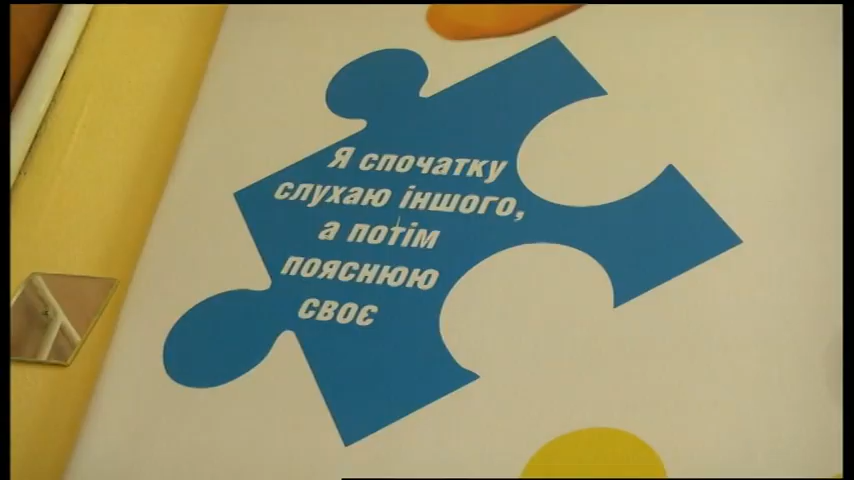 Я спочатку
слухаю іншого,
а потім
пояснюю
своє